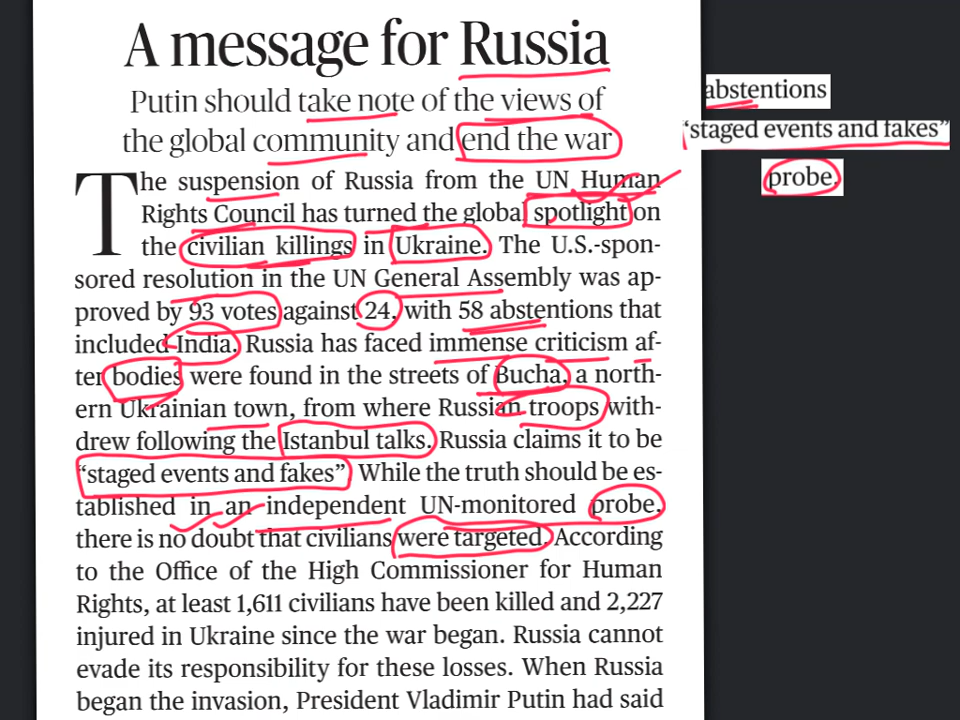 A message for Russia
Putin should take note of the views of
the global community and end the war
The suspension of Russia from the UN Human
Rights Council has turned the global spotlight on
the civilian killings in Ukraine. The U.S.-spon-
sored resolution in the UN General Assembly was ap-
proved by 93 votes against 24, with 58 abstentions that
included India. Russia has faced immense criticism af-
ter bodies were found in the streets of Bucha, a north-
ern Ukrainian town, from where Russian troops with-
drew following the Istanbul talks. Russia claims it to be
“staged events and fakes”. While the truth should be es-
tablished in an independent UN-monitored probe,
there is no doubt that civilians were targeted. According
to the Office of the High Commissioner for Human
Rights, at least 1,611 civilians have been killed and 2,227
injured in Ukraine since the war began. Russia cannot
evade its responsibility for these losses. When Russia
began the invasion, President Vladimir Putin had said
abstentions
“staged events and fakes”
probe,